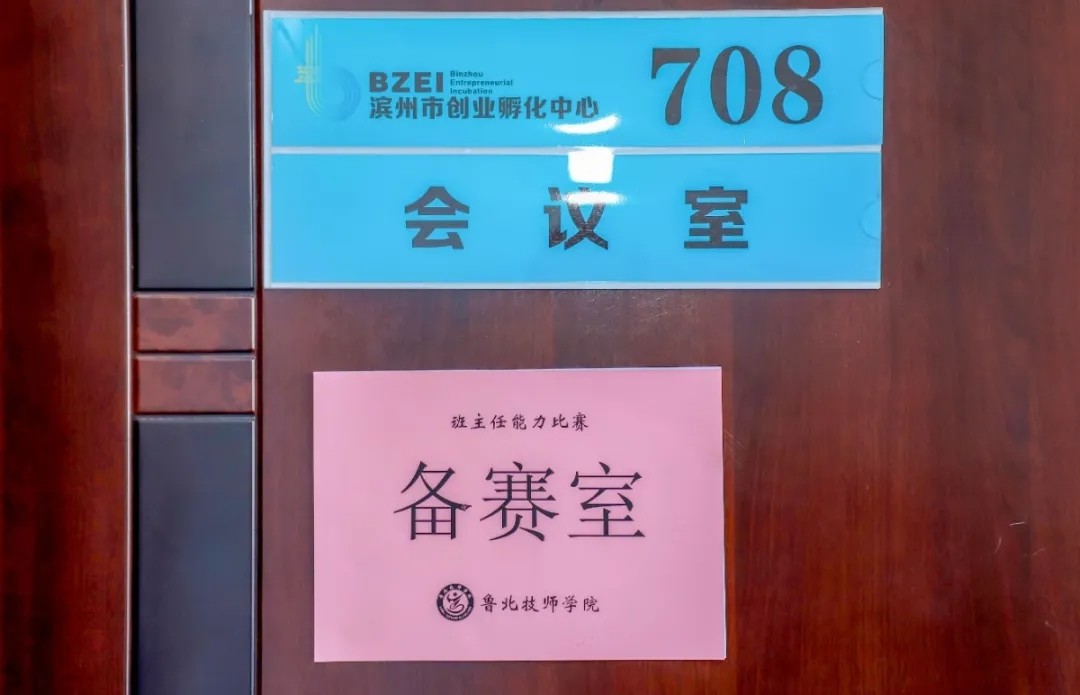 BZEI
Binzhou
Entrepreneurial
Incubation
滨州市创业孵化中心
708
会议室
班主任能力比赛
备赛室
鲁北技师学院